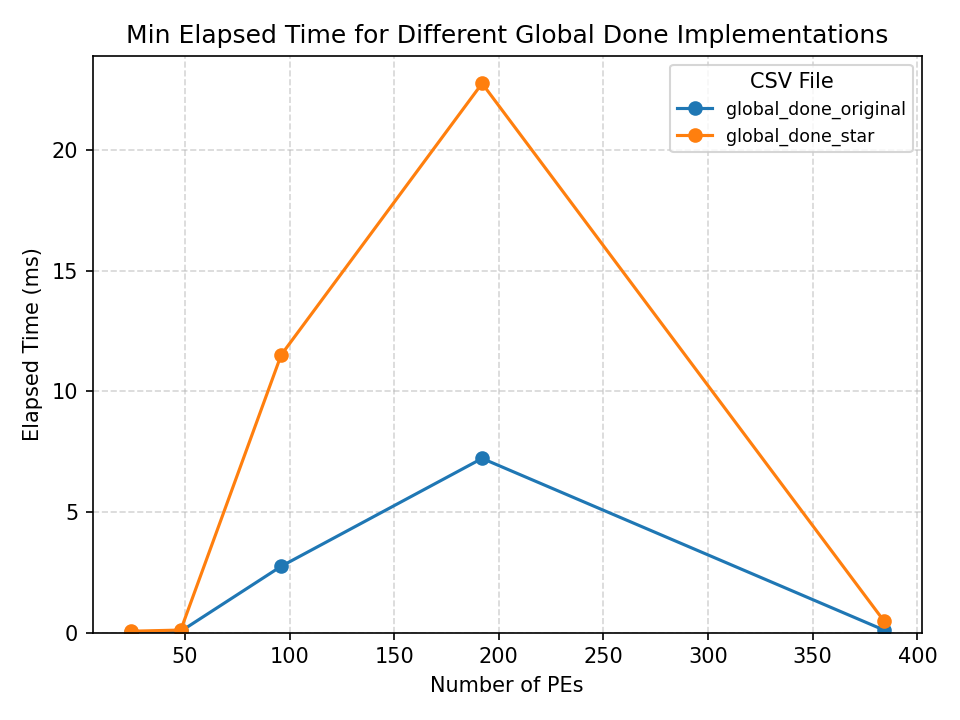 Min Elapsed Time for Different Global Done Implementations
CSV File
global_done_original
global_done_star
Elapsed Time (ms)
20
15
10
5
0
50 100 150 200 250 300 350 400
Number of PEs